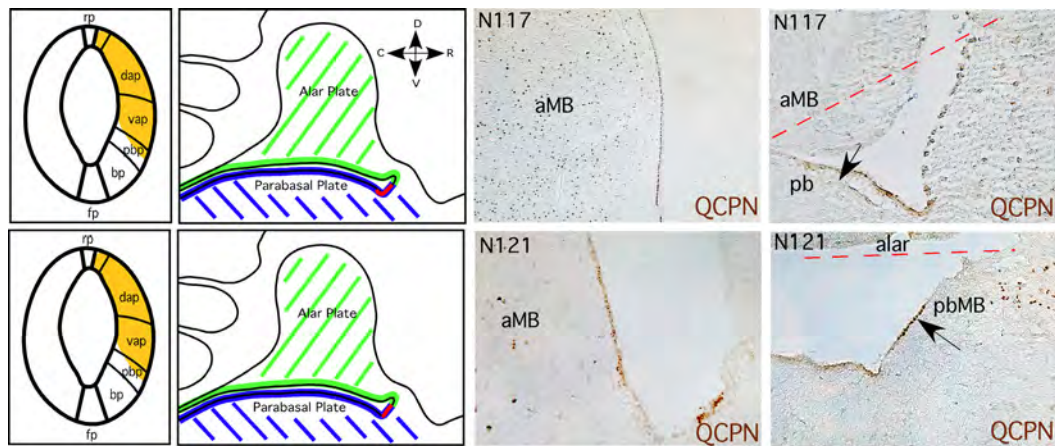 rp
dap
vap
pbp
bp
fp
D
C R
V
Alar Plate
Parabasal Plate
N117
aMB
QCPN
N117
aMB
pb
QCPN
rp
dap
vap
pbp
bp
fp
Alar Plate
Parabasal Plate
N121
aMB
QCPN
N121
alar
pbMB
QCPN